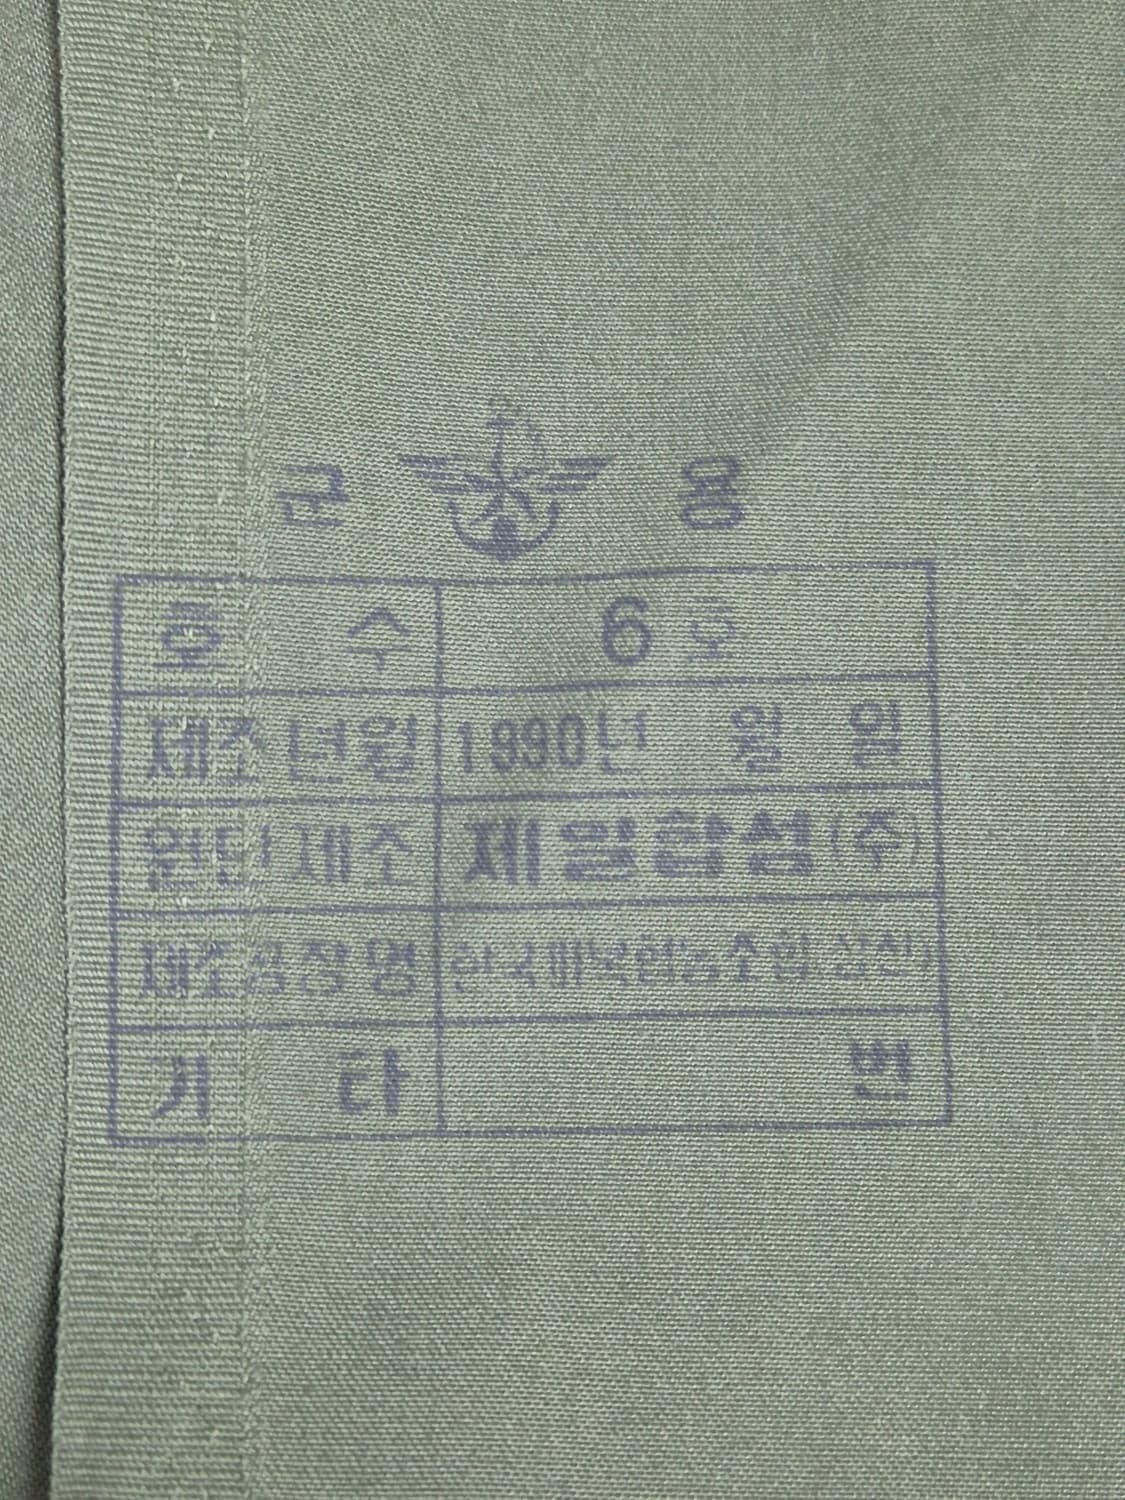 군 용
호 수 6 호
제조년월 1990년 월 일
원단제조 제일합섬(주)
제조공장명
기 타 번